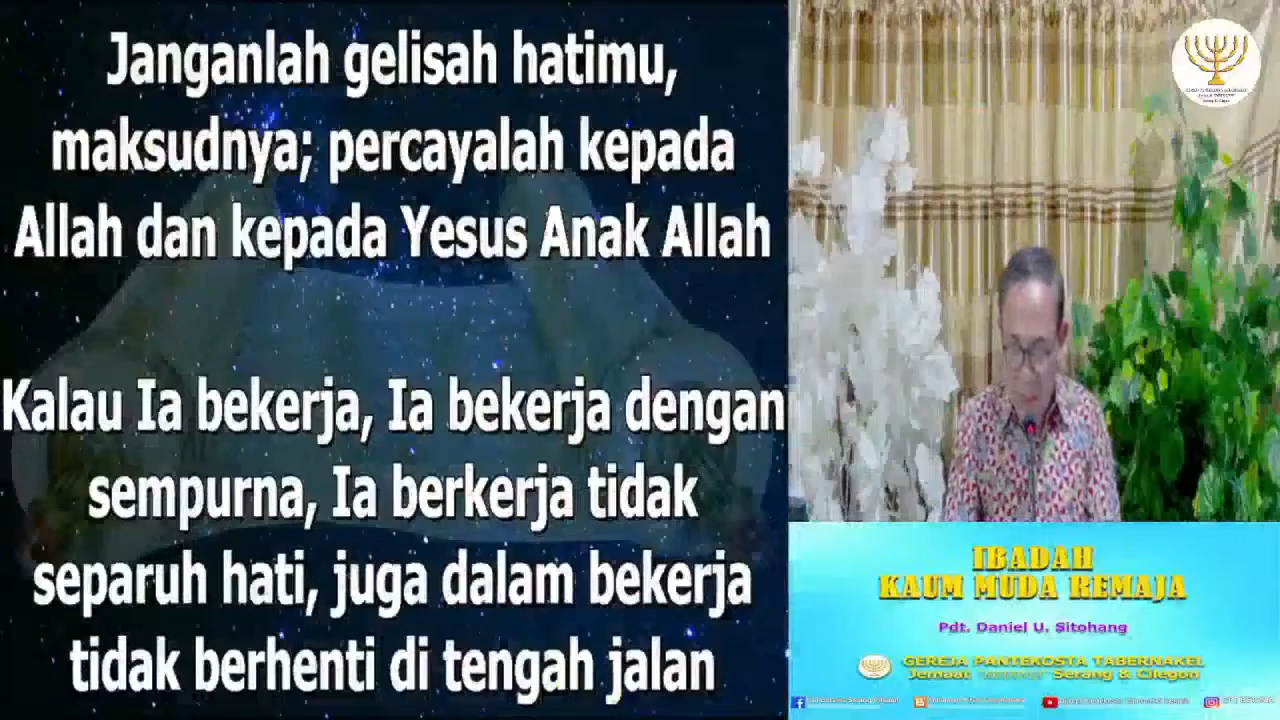 Janganlah gelisah hatimu,
maksudnya; percayalah kepada
Allah dan kepada Yesus Anak Allah
Kalau Ia bekerja, Ia bekerja dengan
sempurna, Ia berkerja tidak
separuh hati, juga dalam bekerja
tidak berhenti di tengah jalan
IBADAH
KAUM MUDA REMAJA
Pdt. Daniel U. Sitohang
GEREJA PANTEKOSTA TABERNAKEL
Jemaat Serang & Cilegon